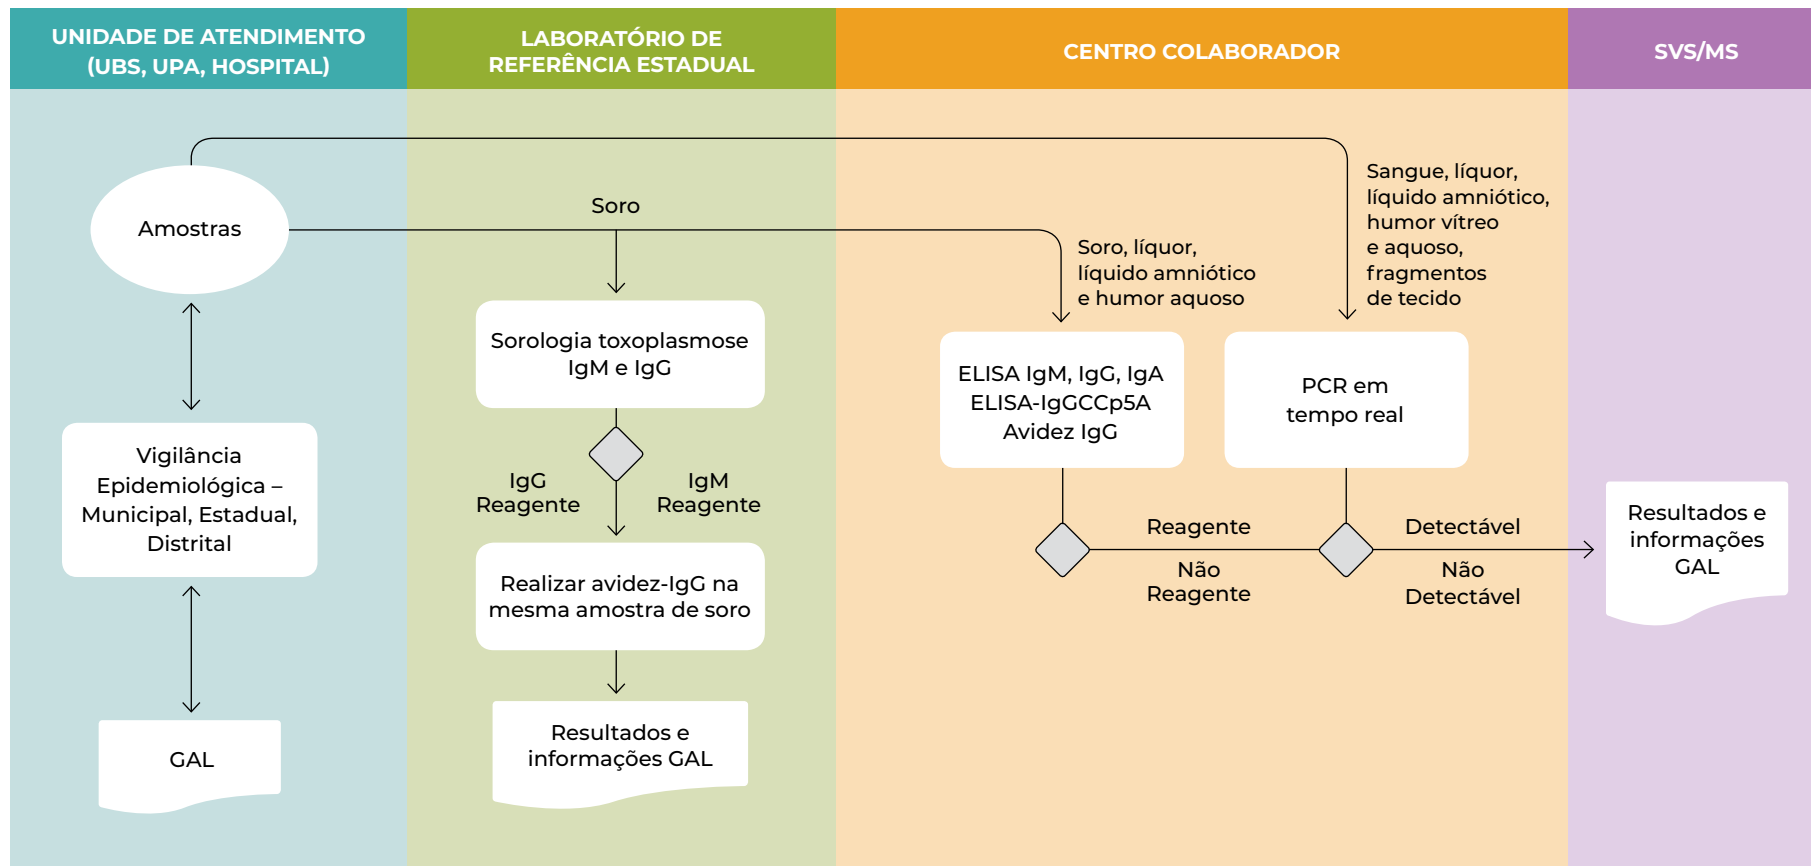 UNIDADE DE ATENDIMENTO
(UBS, UPA, HOSPITAL)
LABORATÓRIO DE
REFERÊNCIA ESTADUAL
CENTRO COLABORADOR
SVS/MS
Amostras
Vigilância
Epidemiológica –
Municipal, Estadual,
Distrital
GAL
Soro
Sorologia toxoplasmose
IgM e IgG
IgG
Reagente
IgM
Reagente
Realizar avidez-IgG na
mesma amostra de soro
Resultados e
informações GAL
Soro, líquor,
líquido amniótico
e humor aquoso
ELISA IgM, IgG, IgA
ELISA-IgGCCp5A
Avidez IgG
Reagente
Não
Reagente
Sangue, líquor,
líquido amniótico,
humor vítreo
e aquoso,
fragmentos
de tecido
PCR em
tempo real
Detectável
Não
Detectável
Resultados e
informações
GAL